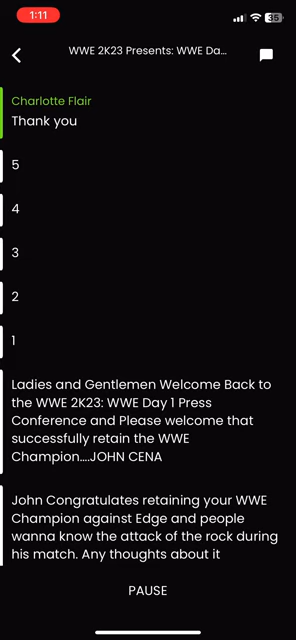 1:11
35
WWE 2K23 Presents: WWE Da...
Charlotte Flair
Thank you
5
4
3
2
1
Ladies and Gentlemen Welcome Back to
the WWE 2K23: WWE Day 1 Press
Conference and Please welcome that
successfully retain the WWE
Champion....JOHN CENA
John Congratulates retaining your WWE
Champion against Edge and people
wanna know the attack of the rock during
his match. Any thoughts about it
PAUSE